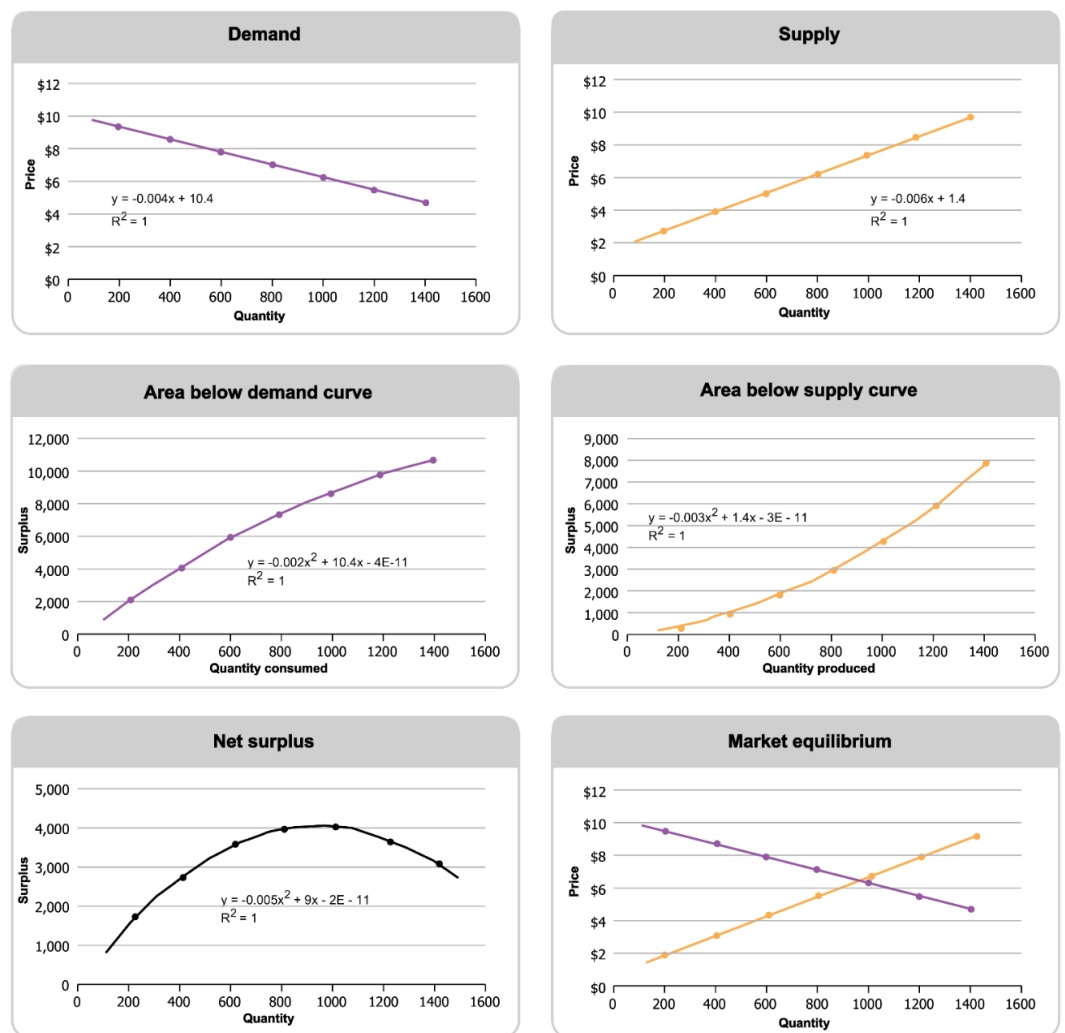 Demand
$12
$10
$8
$6
$4
$2
$0
Price
y = -0.004x + 10.4
R2 = 1
0 200 400 600 800 1000 1200 1400 1600
Quantity
Supply
$12
$10
$8
$6
$4
$2
$0
Price
y = -0.006x + 1.4
R2 = 1
0 200 400 600 800 1000 1200 1400 1600
Quantity
Area below demand curve
12,000
10,000
8,000
6,000
4,000
2,000
0
Surplus
y = -0.002x2 + 10.4x - 4E-11
R2 = 1
0 200 400 600 800 1000 1200 1400 1600
Quantity consumed
Area below supply curve
9,000
8,000
7,000
6,000
5,000
4,000
3,000
2,000
1,000
0
Surplus
y = -0.003x2 + 1.4x - 3E - 11
R2 = 1
0 200 400 600 800 1000 1200 1400 1600
Quantity produced
Net surplus
5,000
4,000
3,000
2,000
1,000
0
Surplus
y = -0.005x2 + 9x - 2E - 11
R2 = 1
0 200 400 600 800 1000 1200 1400 1600
Quantity
Market equilibrium
$12
$10
$8
$6
$4
$2
$0
Price
0 200 400 600 800 1000 1200 1400 1600
Quantity